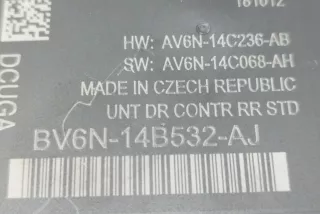 161012
HW: AV6N-14C236-AB
SW: AV6N-14C068-AH
MADE IN CZECH REPUBLIC
UNT DR CONTR RR STD
BV6N-14B532-AJ
DCUGA